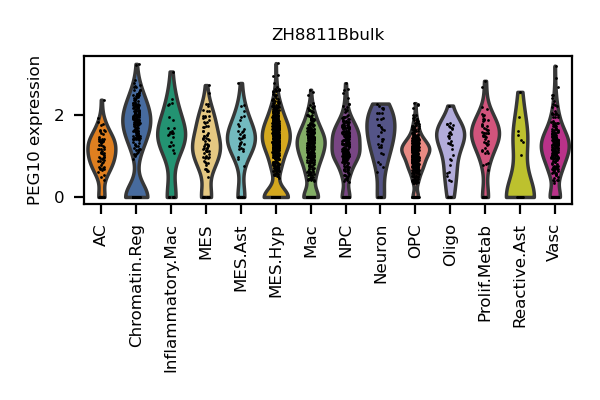 ZH8811Bbulk
PEG10 expression
2
0
AC
Chromatin.Reg
Inflammatory.Mac
MES
MES.Ast
MES.Hyp
Mac
NPC
Neuron
OPC
Oligo
Prolif.Metab
Reactive.Ast
Vasc